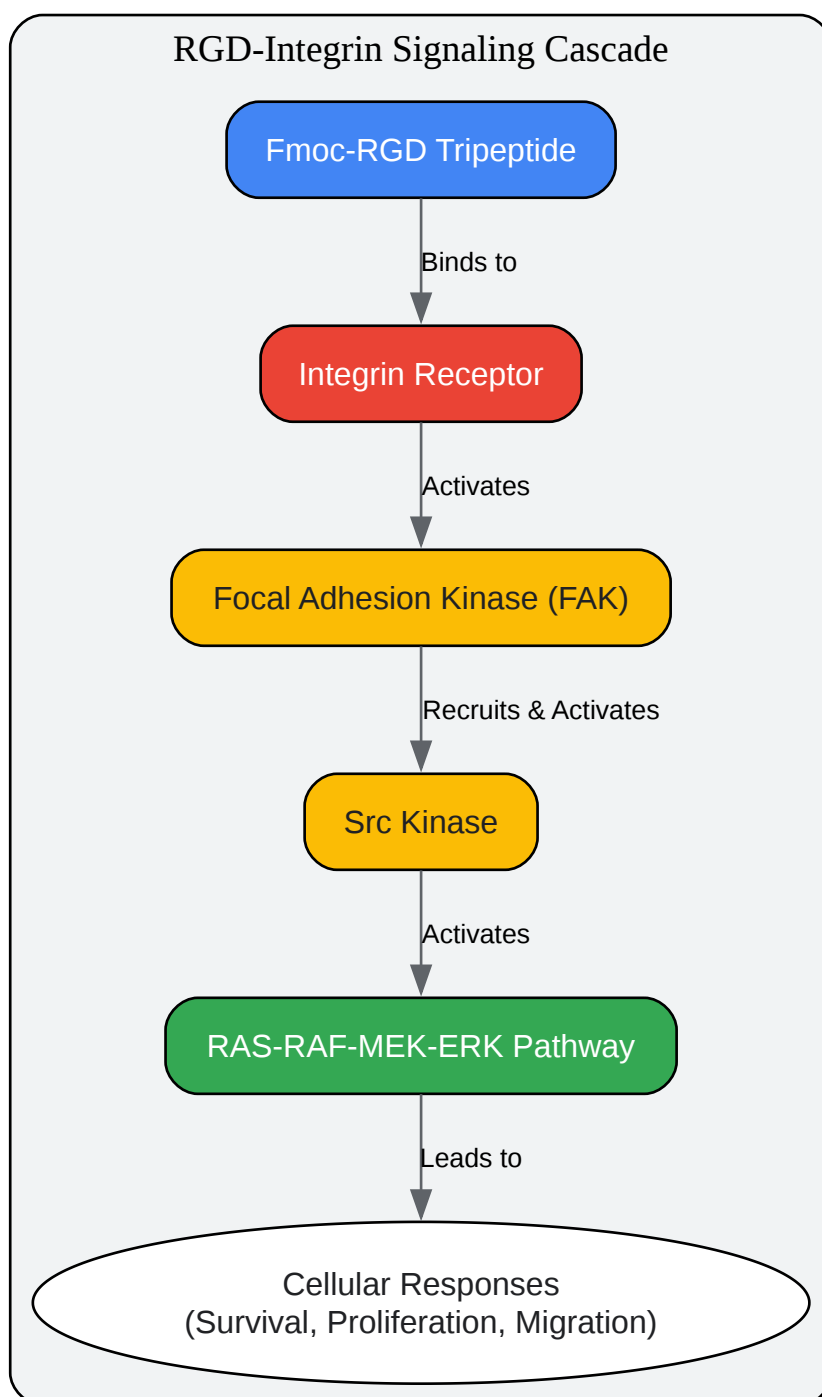 RGD-Integrin Signaling Cascade
Fmoc-RGD Tripeptide
Binds to
Integrin Receptor
Activates
Focal Adhesion Kinase (FAK)
Recruits & Activates
Src Kinase
Activates
RAS-RAF-MEK-ERK Pathway
Leads to
Cellular Responses
(Survival, Proliferation, Migration)